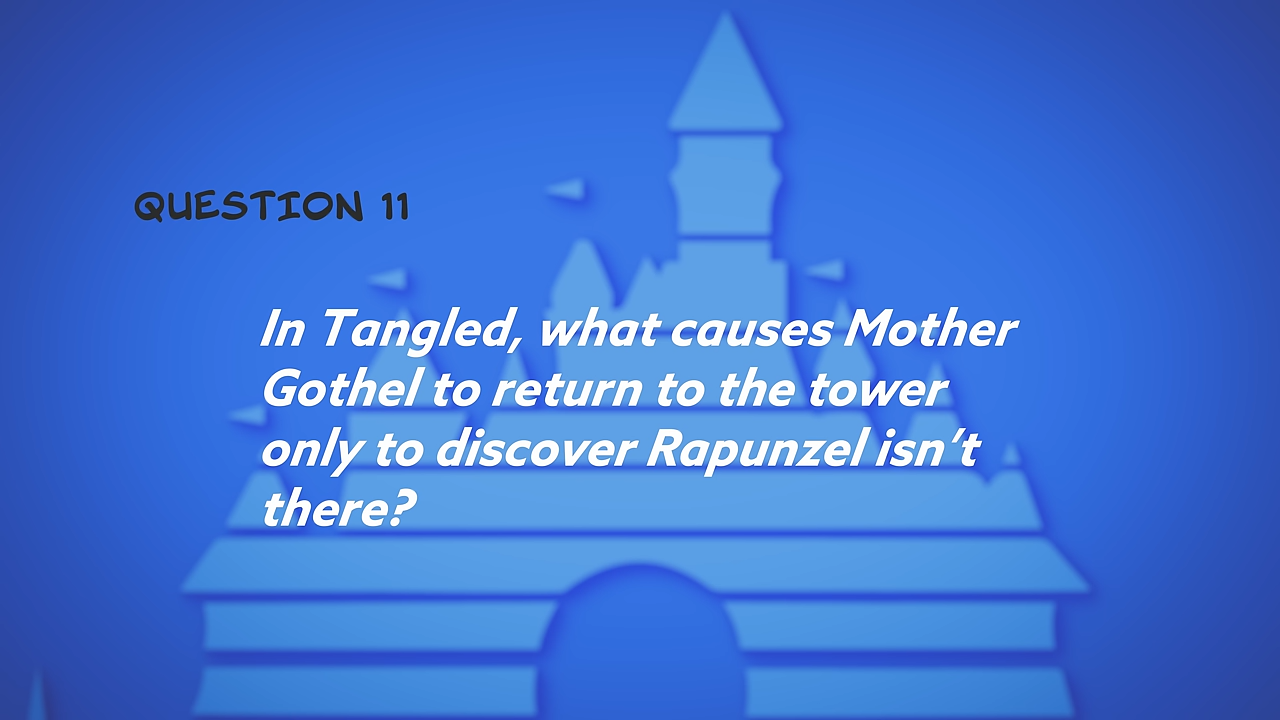 QUESTION 11
In Tangled, what causes Mother
Gothel to return to the tower
only to discover Rapunzel isn’t
there?